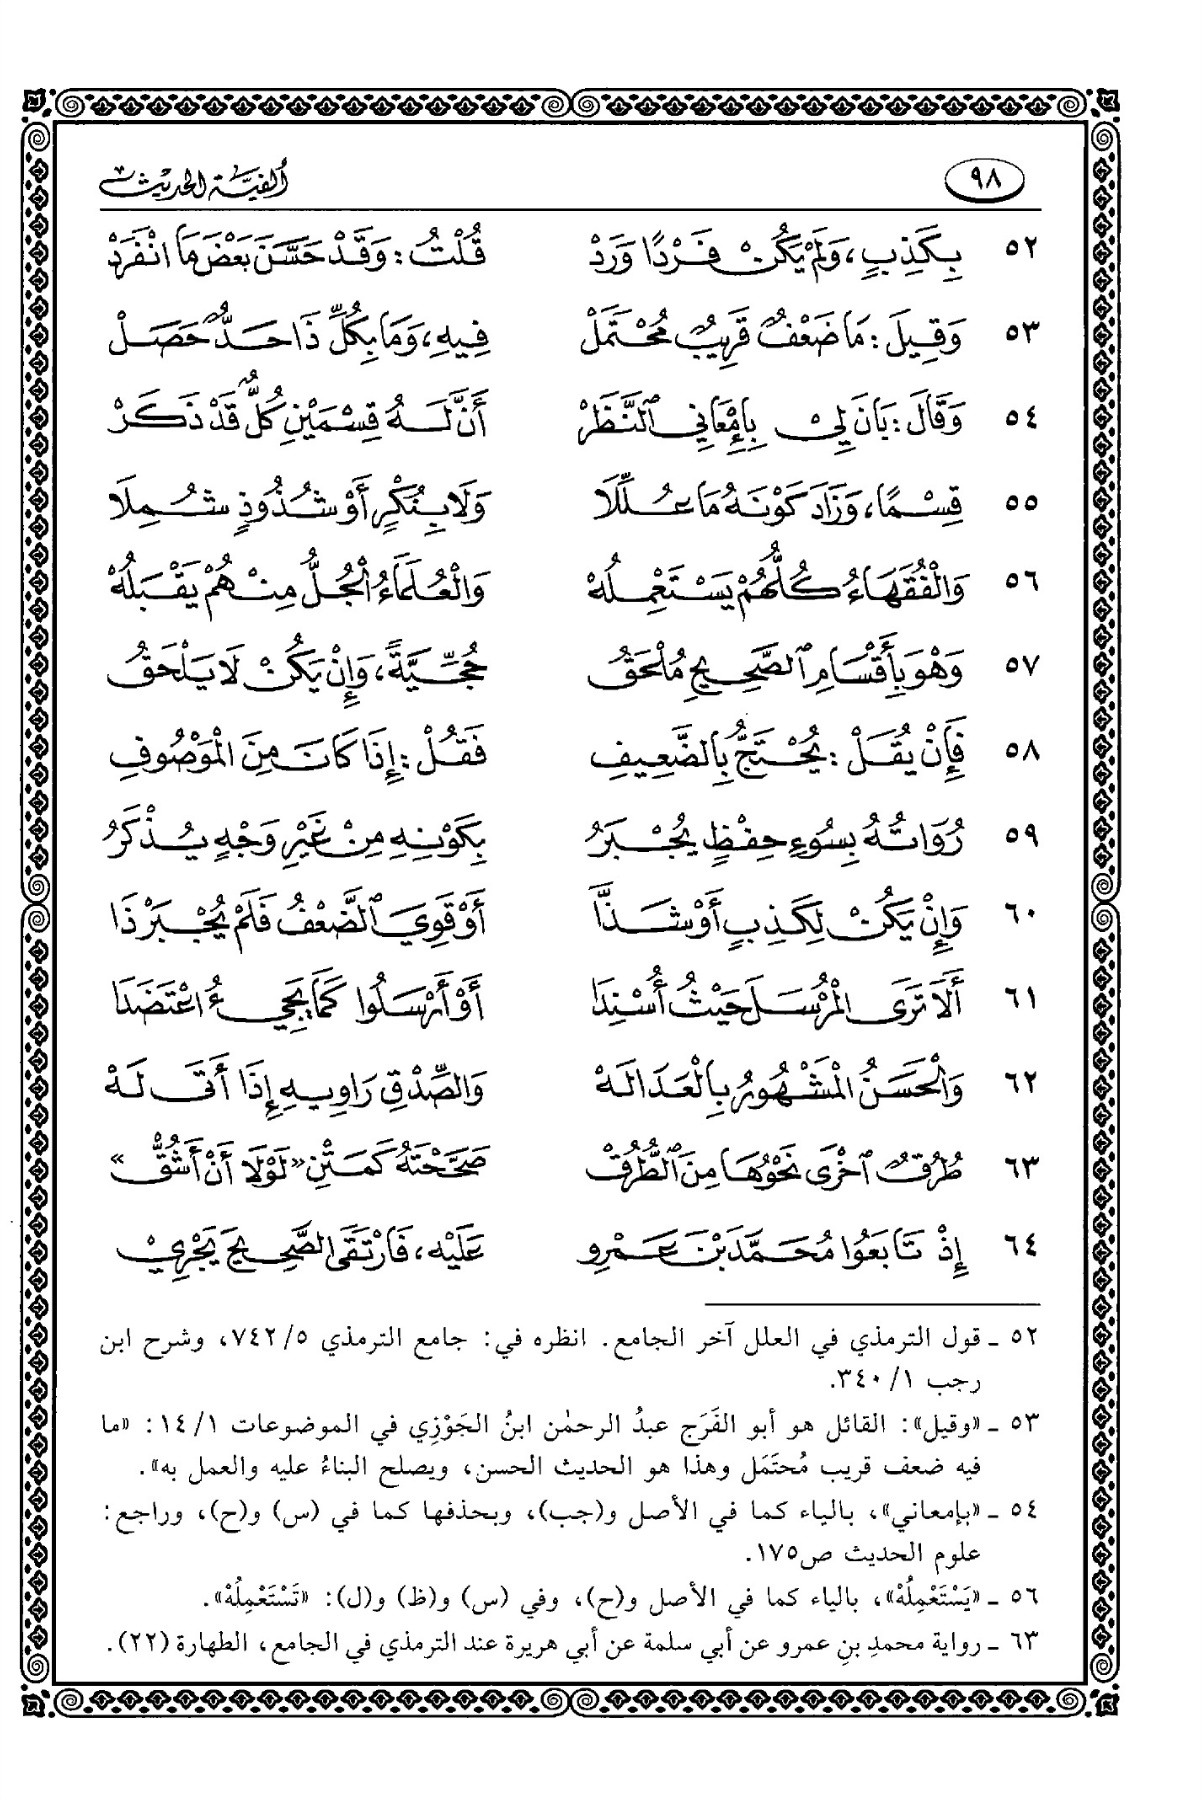 ٩٨ ألفية الحديث
٥٢ بِكَذِبٍ، وَلَمْ يَكُنْ فَرْدًا وَرَدْ قُلْتُ: وَقَدْ حَسَّنَ بَعْضَ مَا انْفَرَدْ
٥٣ وَقِيلَ: مَا ضَعْفٌ قَرِيبٌ مُحْتَمَلْ فِيهِ، وَمَا بِكُلِّ ذَا حَدٌّ حَصَلْ
٥٤ وَقَالَ: بَانَ لِيْ بِإِمْعَانِي ٱلنَّظَرْ أَنَّ لَهُ قِسْمَيْنِ كُلٌّ قَدْ ذَكَرْ
٥٥ قِسْمًا، وَزَادَ كَوْنَهُ مَا عُلِّلَا وَلَا بِنُكْرٍ أَوْ شُذُوذٍ شُمِلَا
٥٦ وَالْفُقَهَاءُ كُلُّهُمْ يَسْتَعْمِلُهْ وَالْعُلَمَاءُ الْجُلُّ مِنْهُمْ يَقْبَلُهْ
٥٧ وَهْوَ بِأَقْسَامِ ٱلصَّحِيحِ مُلْحَقُ حُجِّيَّةً، وَإِنْ يَكُنْ لَا يَلْحَقُ
٥٨ فَإِنْ يُقَلْ: يُحْتَجُّ بِالضَّعِيفِ فَقُلْ: إِذَا كَانَ مِنَ الْمَوْصُوفِ
٥٩ رُوَاتُهُ بِسُوءِ حِفْظٍ يُجْبَرُ بِكَوْنِهِ مِنْ غَيْرِ وَجْهٍ يُذْكَرُ
٦٠ وَإِنْ يَكُنْ لِكَذِبٍ أَوْ شَذَّا أَوْ قَوِيَ ٱلضَّعْفُ فَلَمْ يُجْبَرْ ذَا
٦١ أَلَا تَرَى الْمُرْسَلَ حَيْثُ أُسْنِدَا أَوْ أَرْسَلُوا كَمَا يَجِيءُ اعْتَضَدَا
٦٢ وَالْحَسَنُ الْمَشْهُورُ بِالْعَدَالَهْ وَالصِّدْقِ رَاوِيهِ إِذَا أَتَى لَهْ
٦٣ طُرُقٌ ٱخْرَى نَحْوُهَا مِنَ ٱلطُّرُقْ صَحَّحْتَهُ كَمَتْنِ «لَوْلَا أَنْ أَشُقّْ»
٦٤ إِذْ تَابَعُوا مُحَمَّدَ بْنَ عَمْرِو عَلَيْهِ، فَارْتَقَى الصَّحِيحَ يَجْرِيْ
٥٢ ـ قول الترمذي في العلل آخر الجامع. انظره في: جامع الترمذي ٥/ ٧٤٢، وشرح ابن
رجب ١/ ٣٤٠.
٥٣ ـ «وقيل»: القائل هو أبو الفَرَج عبدُ الرحمٰن ابنُ الجَوْزِي في الموضوعات ١/ ١٤: «ما
فيه ضعف قريب مُحتَمَل وهذا هو الحديث الحسن، ويصلح البناءُ عليه والعمل به».
٥٤ ـ «بإمعاني»، بالياء كما في الأصل و(جب)، وبحذفها كما في (س) و(ح)، وراجع:
علوم الحديث ص١٧٥.
٥٦ ـ «يَسْتَعْمِلُهْ»، بالياء كما في الأصل و(ح)، وفي (س) و(ظ) و(ل): «تَسْتَعْمِلُهْ».
٦٣ ـ رواية محمدِ بنِ عمرو عن أبي سلمة عن أبي هريرة عند الترمذي في الجامع، الطهارة (٢٢).